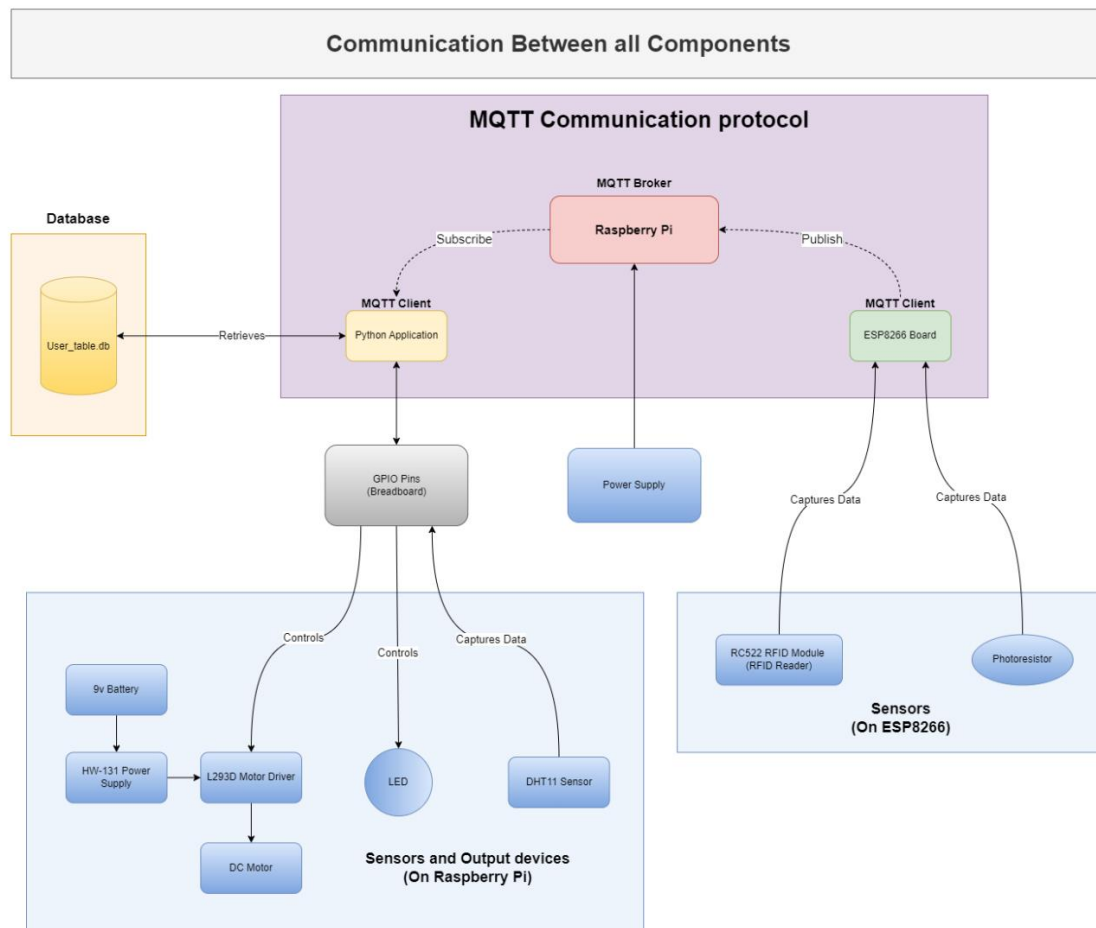 Communication Between all Components
MQTT Communication protocol
MQTT Broker
Raspberry Pi
Subscribe
Publish
Database
User_table.db
Retrieves
MQTT Client
Python Application
MQTT Client
ESP8266 Board
GPIO Pins
(Breadboard)
Power Supply
Captures Data
Captures Data
Controls
Controls
Captures Data
RC522 RFID Module
(RFID Reader)
Photoresistor
Sensors
(On ESP8266)
9v Battery
HW-131 Power
Supply
L293D Motor Driver
LED
DHT11 Sensor
DC Motor
Sensors and Output devices
(On Raspberry Pi)